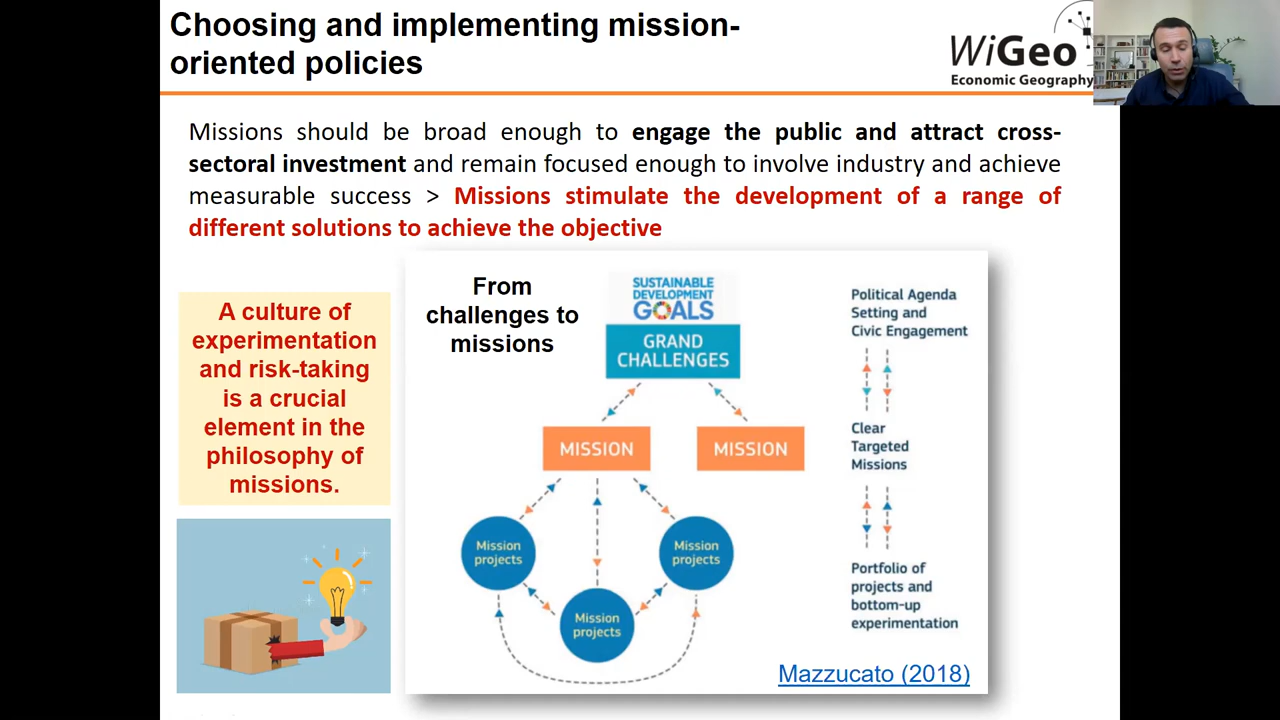 Choosing and implementing mission-
oriented policies
WiGeo
Economic Geography
Missions should be broad enough to engage the public and attract cross-
sectoral investment and remain focused enough to involve industry and achieve
measurable success > Missions stimulate the development of a range of
different solutions to achieve the objective
A culture of
experimentation
and risk-taking
is a crucial
element in the
philosophy of
missions.
From
challenges to
missions
SUSTAINABLE
DEVELOPMENT
GOALS
GRAND
CHALLENGES
MISSION
MISSION
Mission
projects
Mission
projects
Mission
projects
Political Agenda
Setting and
Civic Engagement
Clear
Targeted
Missions
Portfolio of
projects and
bottom-up
experimentation
Mazzucato (2018)